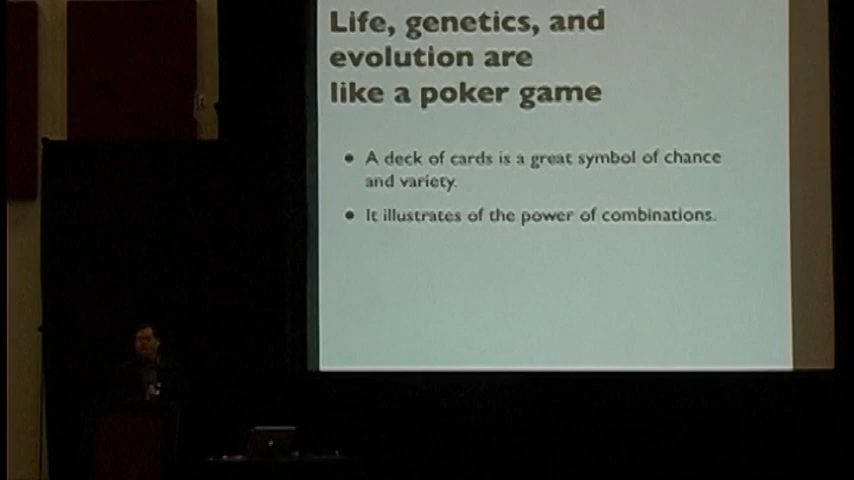 Life, genetics, and
evolution are
like a poker game
• A deck of cards is a great symbol of chance
and variety.
• It illustrates of the power of combinations.